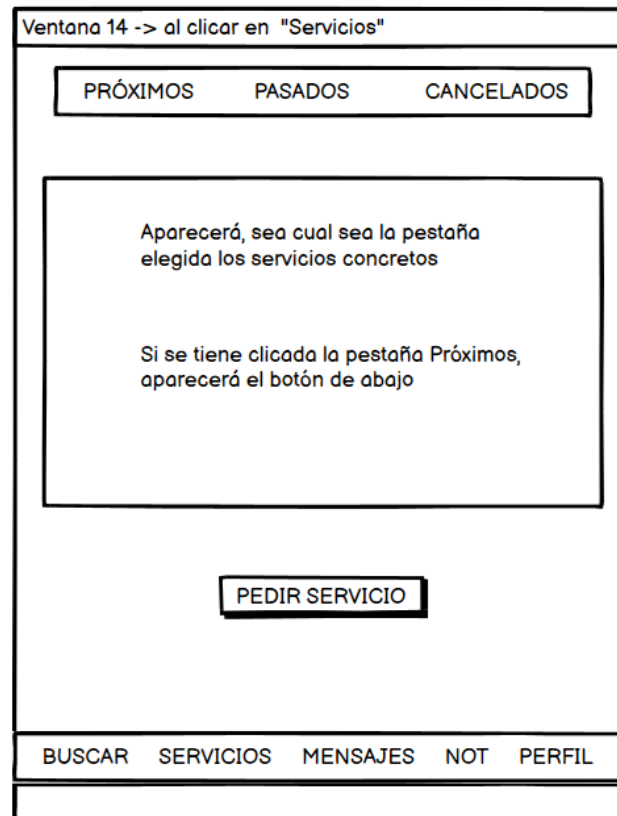 Ventana 14 -> al clicar en "Servicios"
PRÓXIMOS PASADOS CANCELADOS
Aparecerá, sea cual sea la pestaña
elegida los servicios concretos
Si se tiene clicada la pestaña Próximos,
aparecerá el botón de abajo
PEDIR SERVICIO
BUSCAR SERVICIOS MENSAJES NOT PERFIL